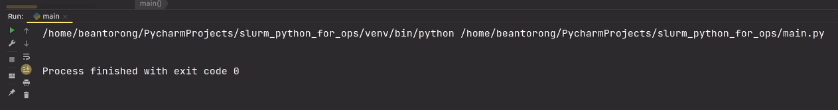 main()
Run:
main
/home/beantorong/PycharmProjects/slurm_python_for_ops/venv/bin/python /home/beantorong/PycharmProjects/slurm_python_for_ops/main.py
Process finished with exit code 0